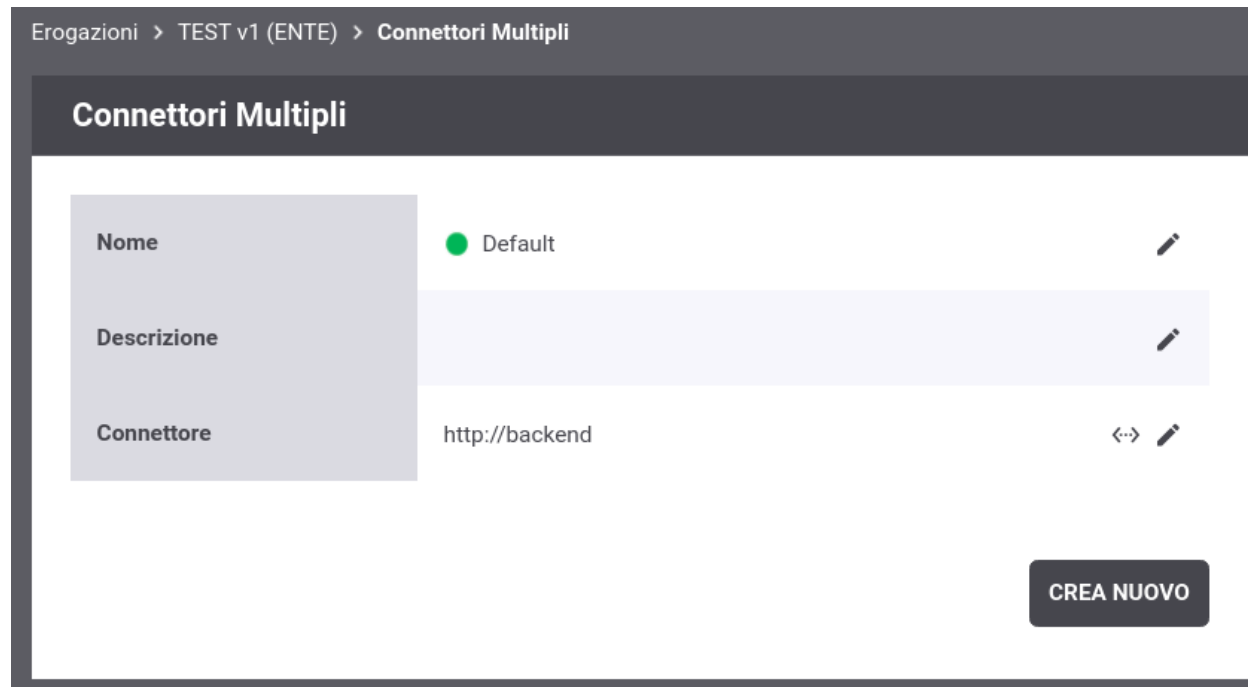 Erogazioni > TEST v1 (ENTE) > Connettori Multipli
Connettori Multipli
Nome Default
Descrizione
Connettore http://backend
CREA NUOVO